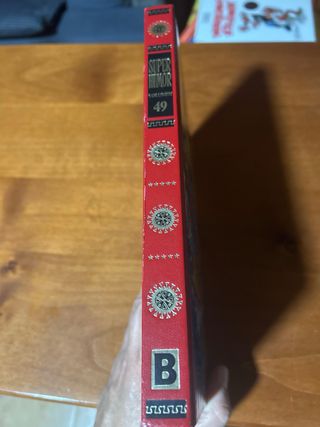 SUPER
HUMOR
VOLUMEN
49
B